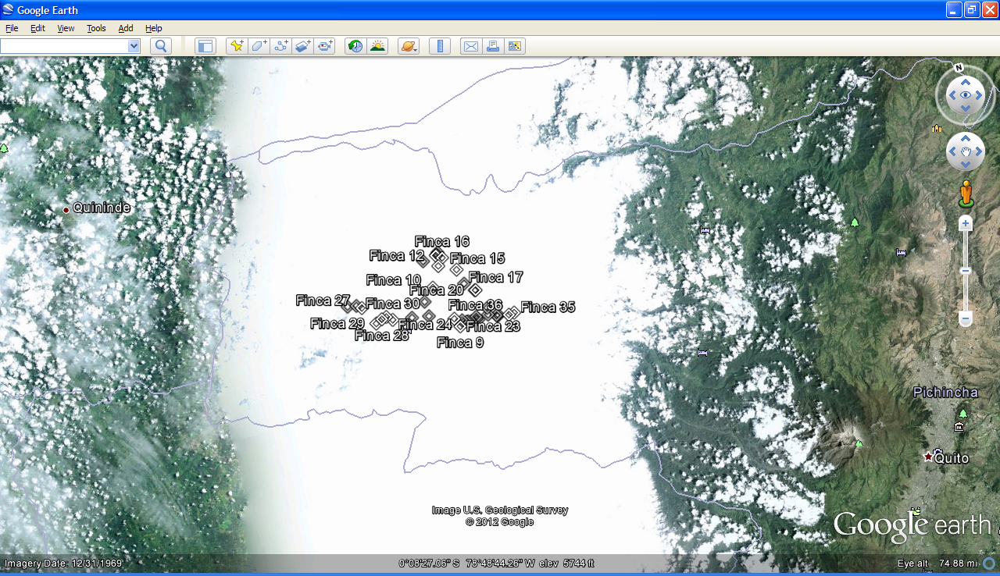 Google Earth
File Edit View Tools Add Help
N
Quininde
Finca 16
Finca 12
Finca 15
Finca 17
Finca 10
Finca 20
Finca 27
Finca 30
Finca 36
Finca 35
Finca 29
Finca 24
Finca 23
Finca 28
Finca 9
Pichincha
Quito
Image U.S. Geological Survey
© 2012 Google
Google earth
Imagery Date: 12/31/1969
0°08'27.06" S 78°48'44.26" W elev 5744 ft
Eye alt 74.88 mi